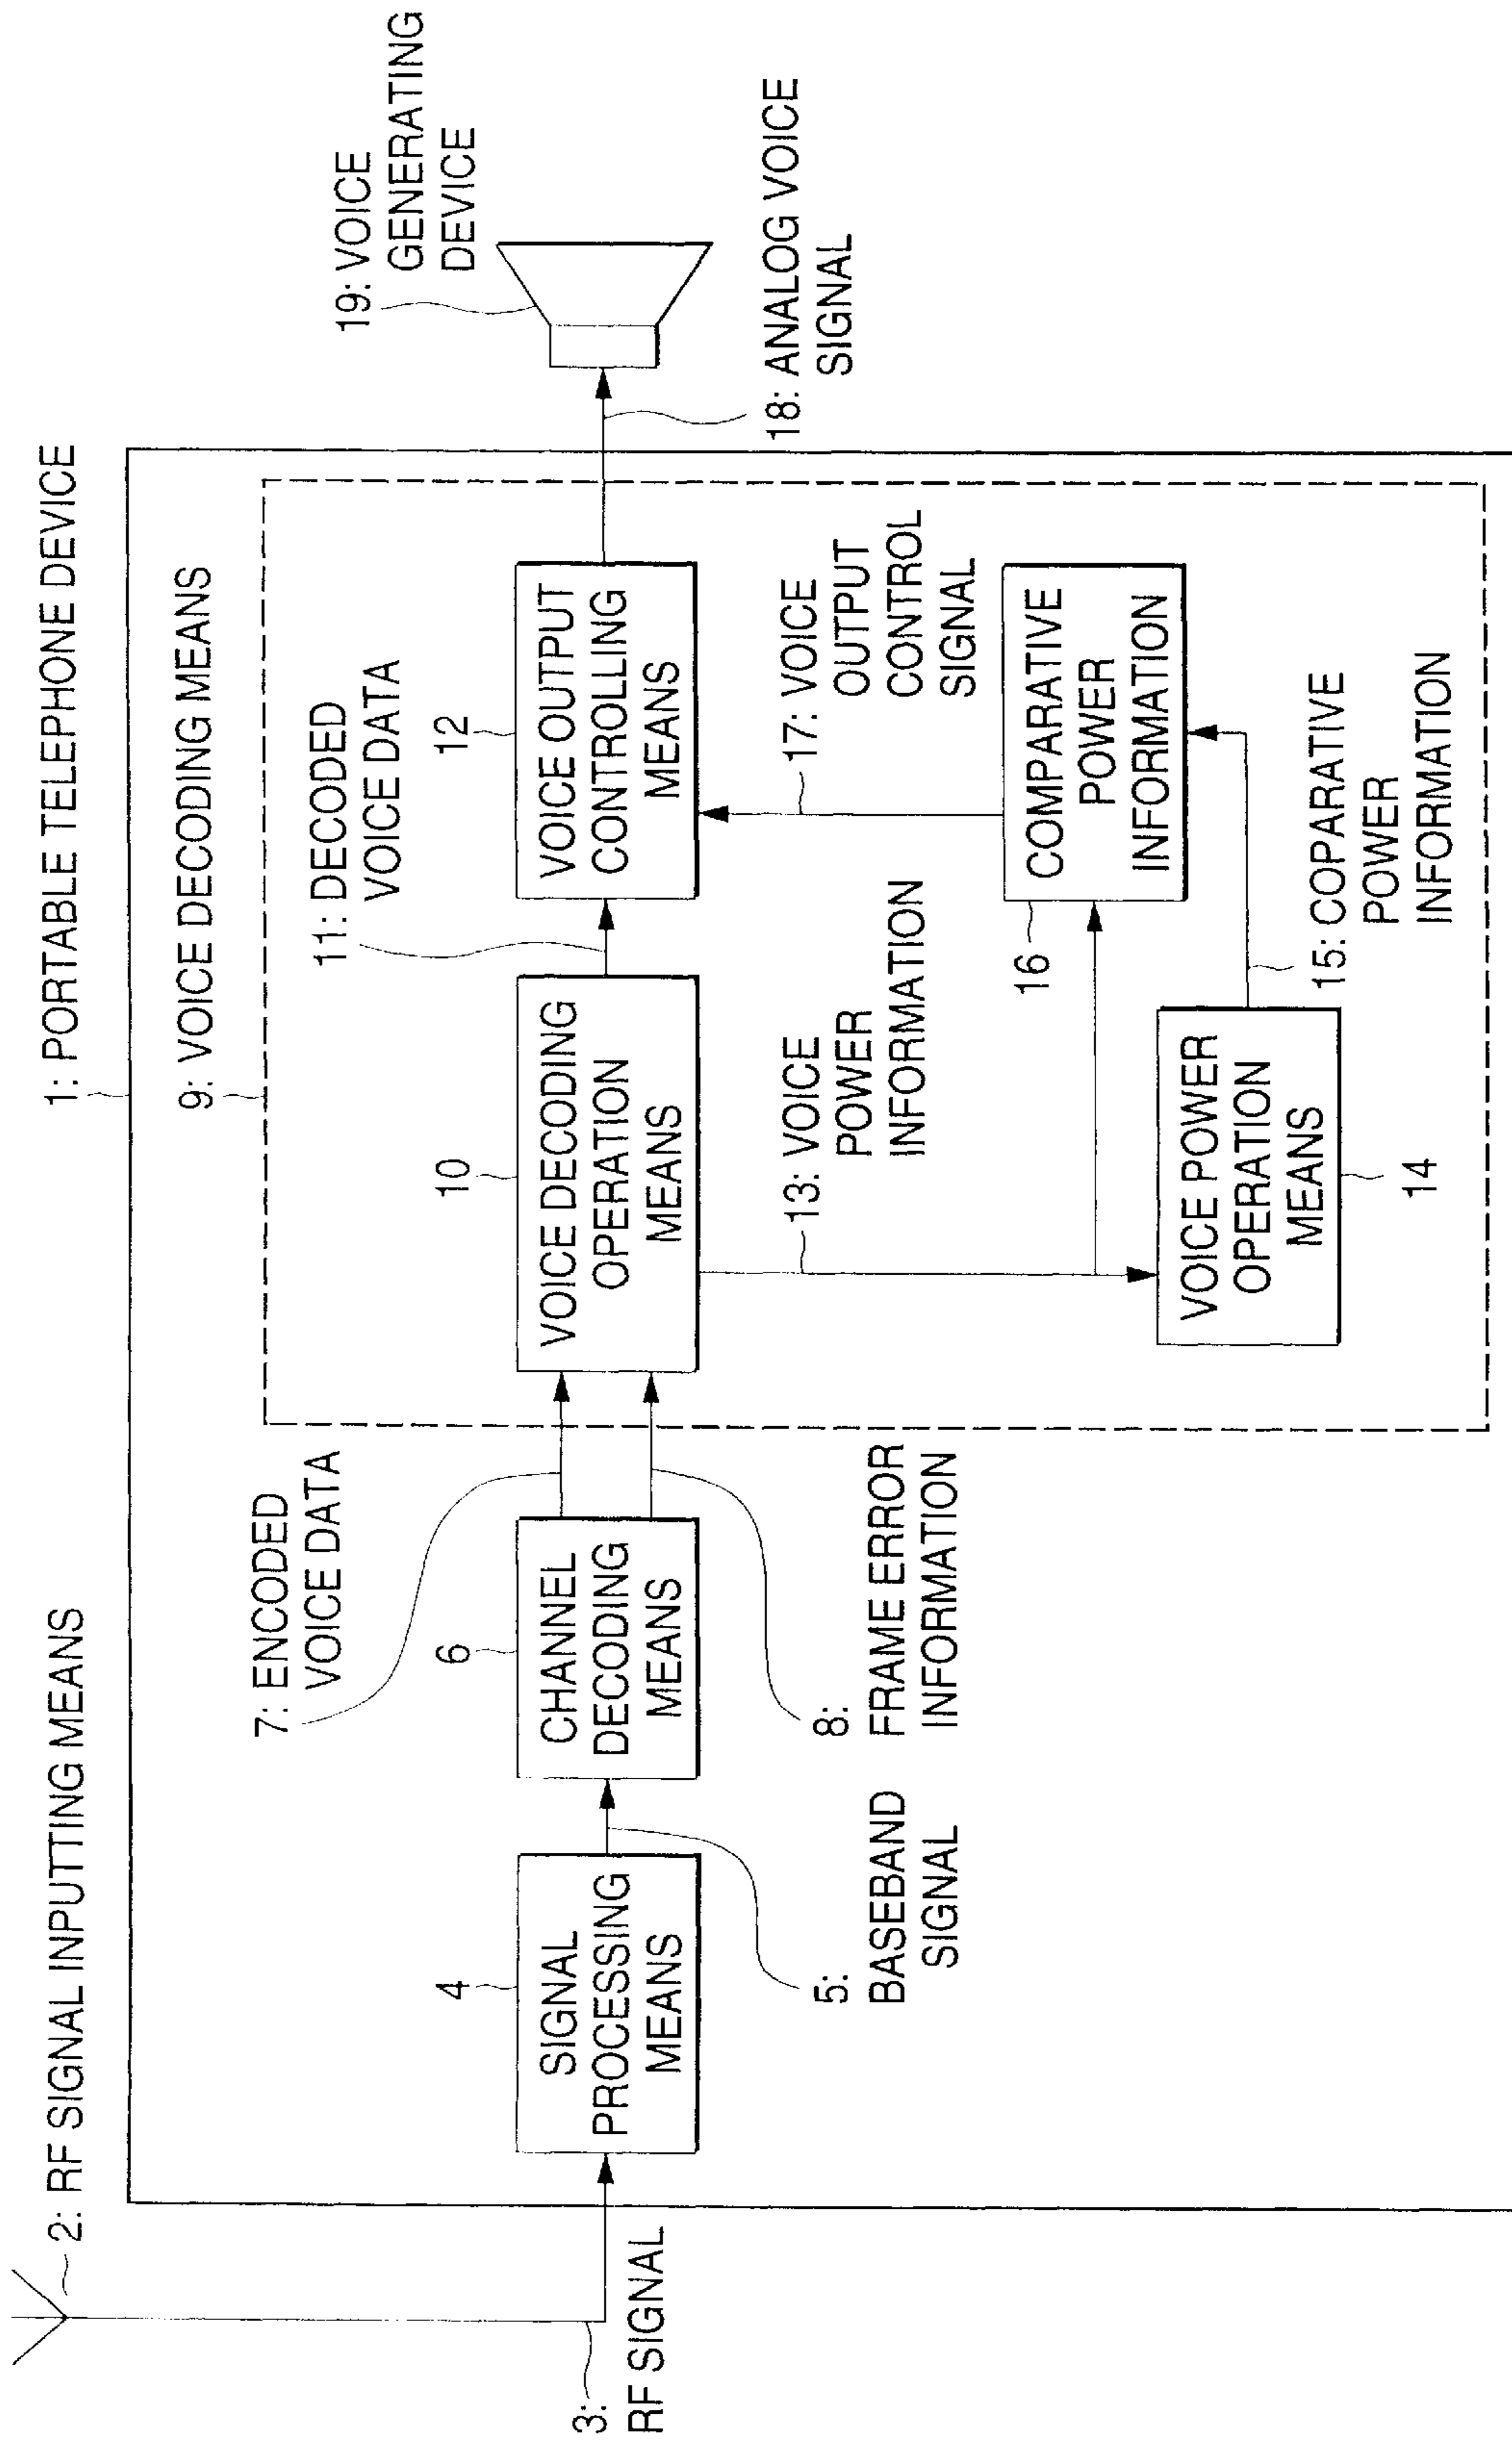 1: PORTABLE TELEPHONE DEVICE
2: RF SIGNAL INPUTTING MEANS
9: VOICE DECODING MEANS
3:
RF SIGNAL
4
SIGNAL
PROCESSING
MEANS
5:
BASEBAND
SIGNAL
6
CHANNEL
DECODING
MEANS
7: ENCODED
VOICE DATA
8:
FRAME ERROR
INFORMATION
10
VOICE DECODING
OPERATION
MEANS
11: DECODED
VOICE DATA
12
VOICE OUTPUT
CONTROLLING
MEANS
13: VOICE
POWER
INFORMATION
VOICE POWER
OPERATION
MEANS
14
15: COPARATIVE
POWER
INFORMATION
16
COMPARATIVE
POWER
INFORMATION
17: VOICE
OUTPUT
CONTROL
SIGNAL
18: ANALOG VOICE
SIGNAL
19: VOICE
GENERATING
DEVICE